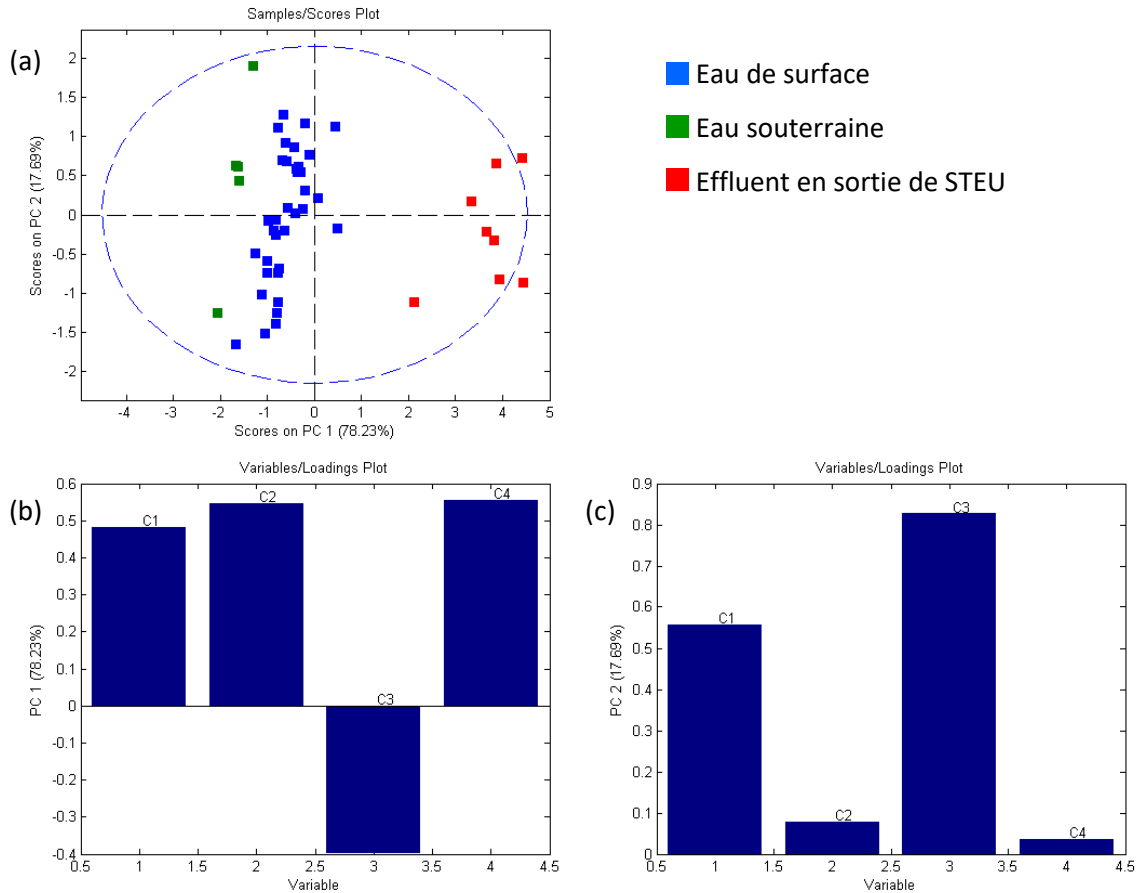 Samples/Scores Plot
(a)
2
1.5
1
0.5
0
-0.5
-1
-1.5
-2
Scores on PC 2 (17.69%)
-4 -3 -2 -1 0 1 2 3 4 5
Scores on PC 1 (78.23%)
Eau de surface
Eau souterraine
Effluent en sortie de STEU
Variables/Loadings Plot
(b)
0.6
0.5
0.4
0.3
0.2
0.1
0
-0.1
-0.2
-0.3
-0.4
PC 1 (78.23%)
C1
C2
C3
C4
0.5 1 1.5 2 2.5 3 3.5 4 4.5
Variable
Variables/Loadings Plot
(c)
0.9
0.8
0.7
0.6
0.5
0.4
0.3
0.2
0.1
0
PC 2 (17.69%)
C1
C2
C3
C4
0.5 1 1.5 2 2.5 3 3.5 4 4.5
Variable